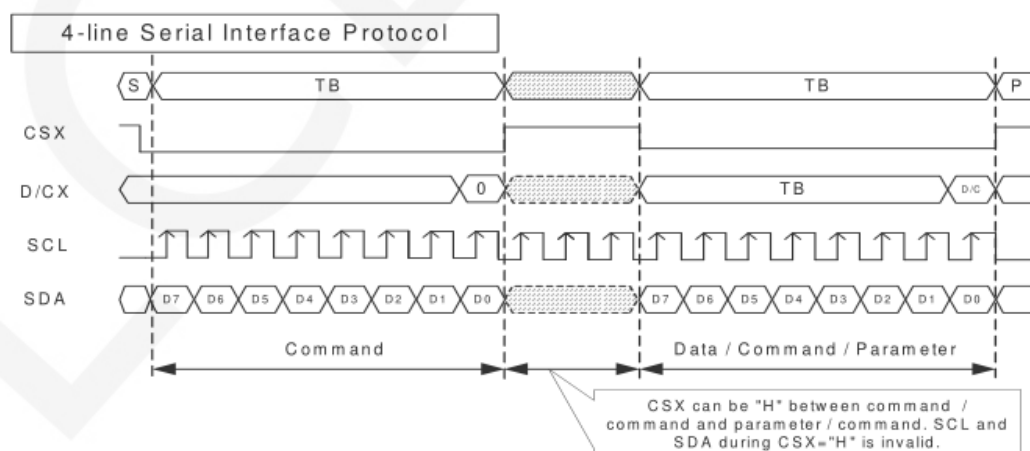 4-line Serial Interface Protocol
S TB TB P
CSX
D/CX 0 TB D/C
SCL
SDA D7 D6 D5 D4 D3 D2 D1 D0 D7 D6 D5 D4 D3 D2 D1 D0
Command Data / Command / Parameter
CSX can be "H" between command /
command and parameter / command. SCL and
SDA during CSX="H" is invalid.